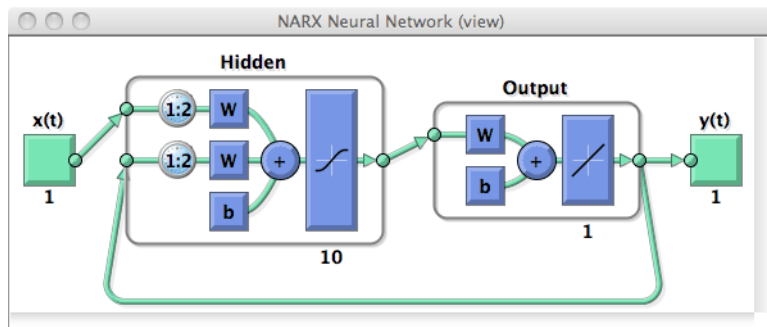 NARX Neural Network (view)
Hidden
Output
x(t)
y(t)
1:2
W
1:2
W
b
+
W
b
+
1
10
1
1